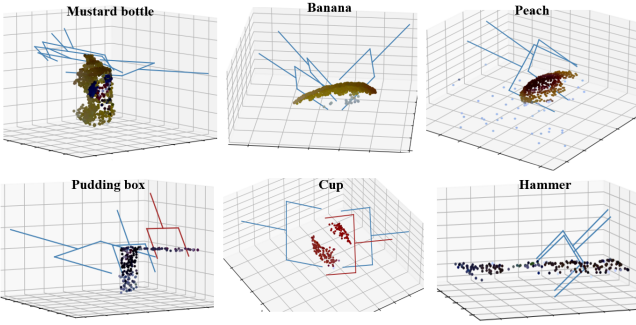 Mustard bottle
Banana
Peach
Pudding box
Cup
Hammer